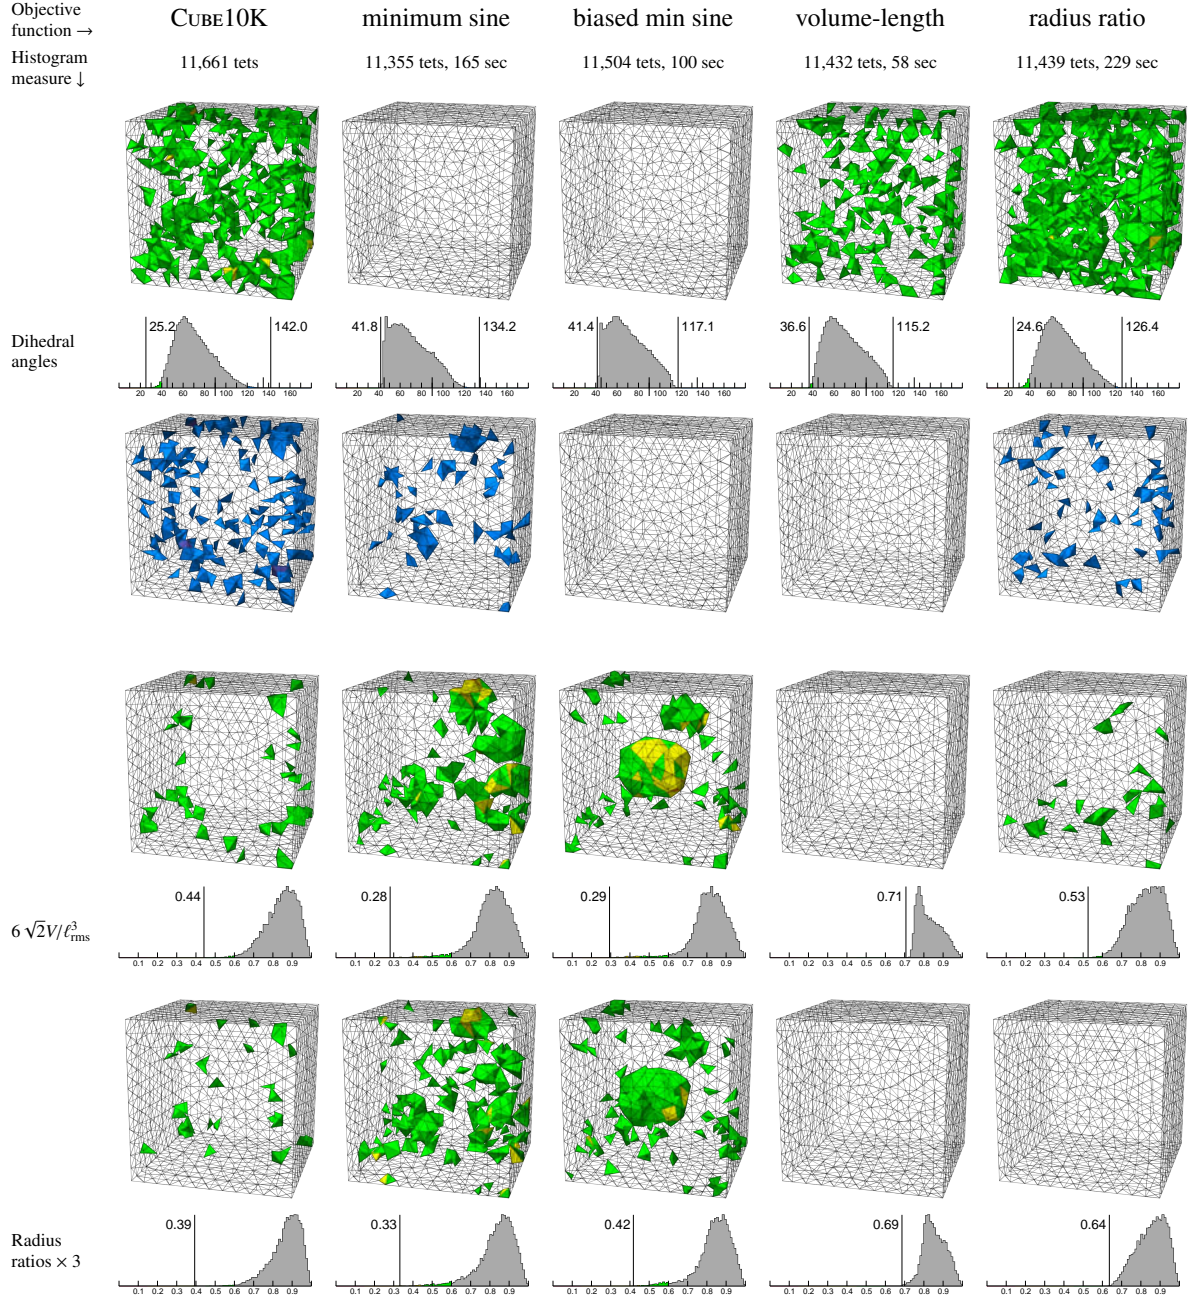 Objective function → CUBE10K minimum sine biased min sine volume-length radius ratio
Histogram measure ↓ 11,661 tets 11,355 tets, 165 sec 11,504 tets, 100 sec 11,432 tets, 58 sec 11,439 tets, 229 sec
Dihedral angles
25.2 142.0 41.8 134.2 41.4 117.1 36.6 115.2 24.6 126.4
20 40 60 80 100 120 140 160 20 40 60 80 100 120 140 160 20 40 60 80 100 120 140 160 20 40 60 80 100 120 140 160 20 40 60 80 100 120 140 160
0.44 0.28 0.29 0.71 0.53
6 √2V/ℓ³rms
0.1 0.2 0.3 0.4 0.5 0.6 0.7 0.8 0.9 0.1 0.2 0.3 0.4 0.5 0.6 0.7 0.8 0.9 0.1 0.2 0.3 0.4 0.5 0.6 0.7 0.8 0.9 0.1 0.2 0.3 0.4 0.5 0.6 0.7 0.8 0.9 0.1 0.2 0.3 0.4 0.5 0.6 0.7 0.8 0.9
0.39 0.33 0.42 0.69 0.64
Radius ratios × 3
0.1 0.2 0.3 0.4 0.5 0.6 0.7 0.8 0.9 0.1 0.2 0.3 0.4 0.5 0.6 0.7 0.8 0.9 0.1 0.2 0.3 0.4 0.5 0.6 0.7 0.8 0.9 0.1 0.2 0.3 0.4 0.5 0.6 0.7 0.8 0.9 0.1 0.2 0.3 0.4 0.5 0.6 0.7 0.8 0.9